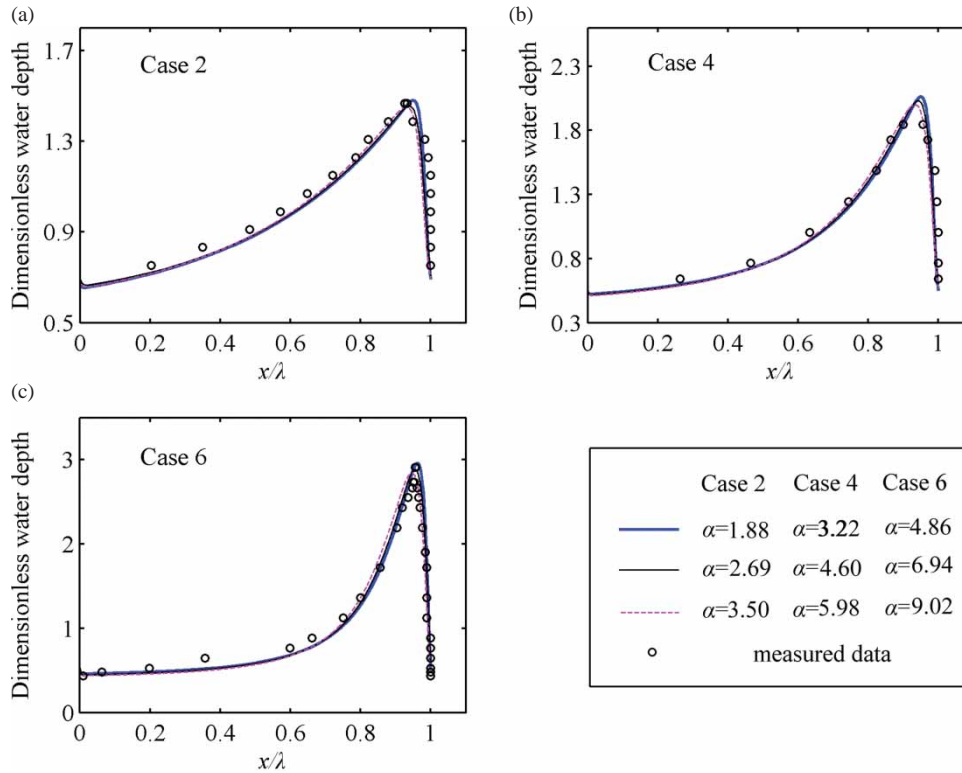 (a)
Dimensionless water depth
1.7
1.3
0.9
0.5
Case 2
0 0.2 0.4 0.6 0.8 1
x/λ
(b)
Dimensionless water depth
2.3
1.8
1.3
0.8
0.3
Case 4
0 0.2 0.4 0.6 0.8 1
x/λ
(c)
Dimensionless water depth
3
2
1
0
Case 6
0 0.2 0.4 0.6 0.8 1
x/λ
Case 2 Case 4 Case 6
α=1.88 α=3.22 α=4.86
α=2.69 α=4.60 α=6.94
α=3.50 α=5.98 α=9.02
measured data